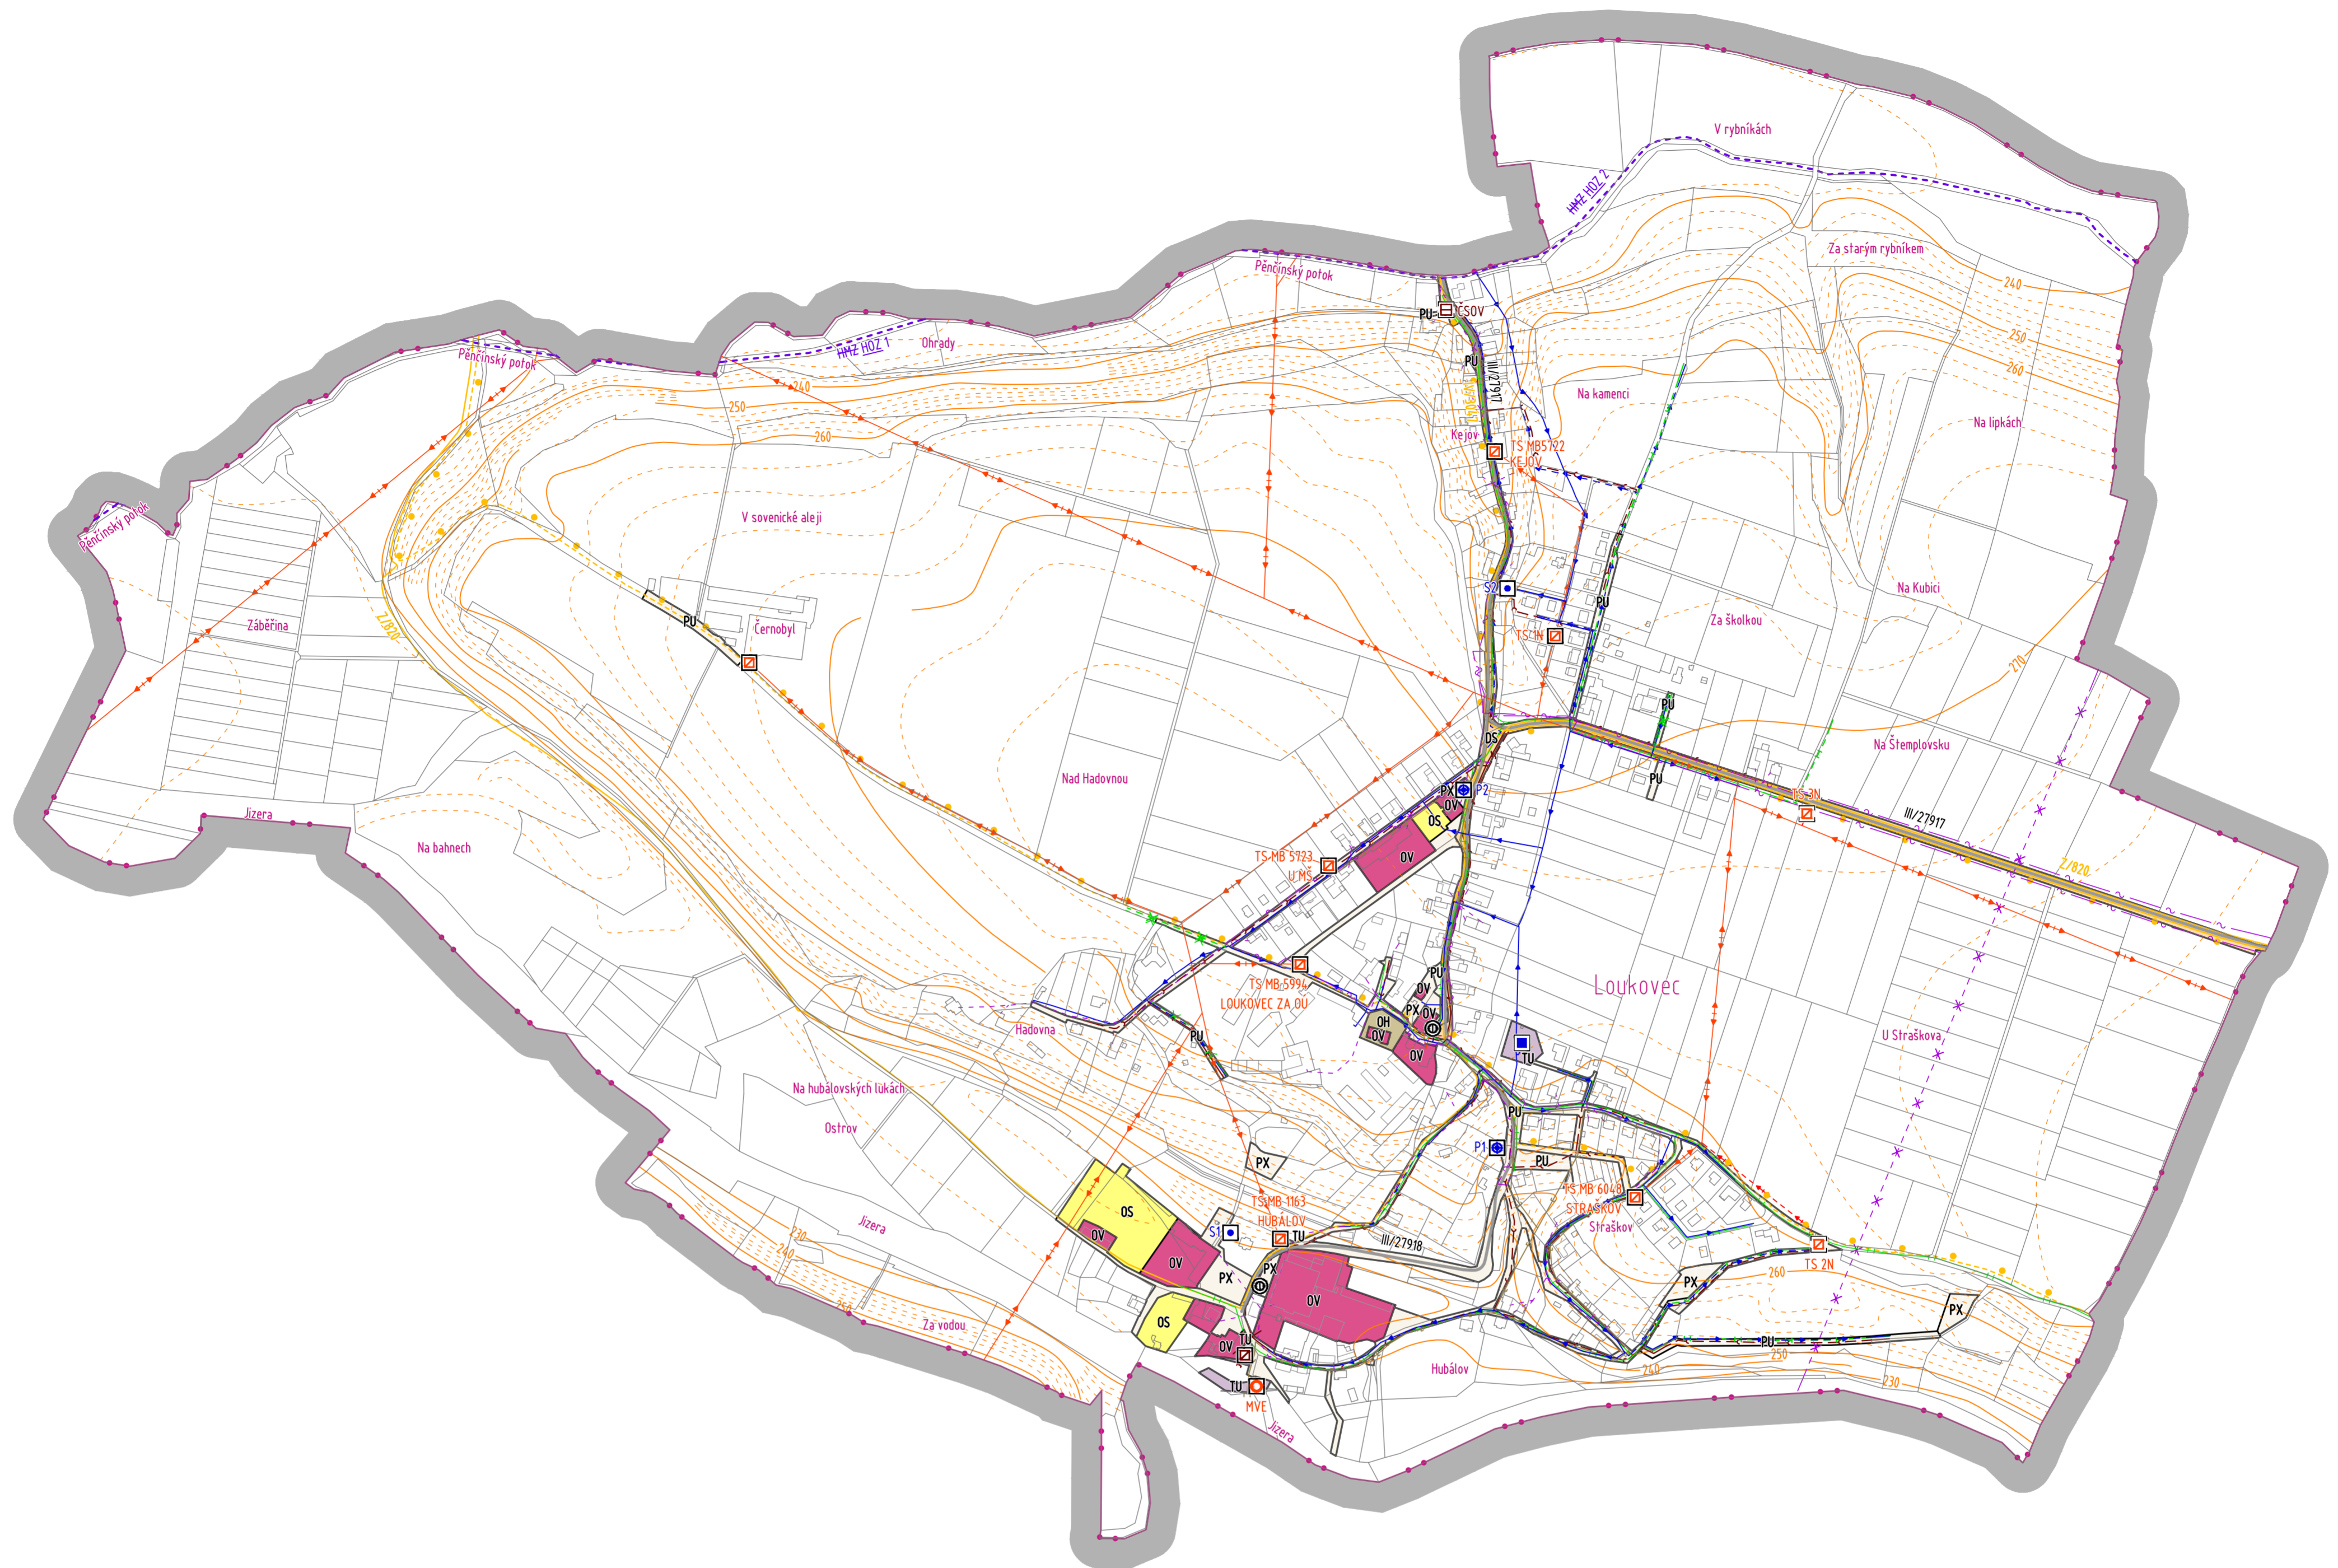 V rybníkách
HMZ HOZ 2
Za starým rybníkem
Pěnčínský potok
240
250
260
PU
ČSOV
Ohrady
HMZ HOZ 1
Pěnčínský potok
PU
III/27917
240
250
260
Na kamenci
Na lipkách
Kejov
TS MB5722
KEJOV
V sovenické aleji
Pěnčínský potok
S2
Na Kubici
PU
Za školkou
Záběřina
Z/820
PU
Černobyl
TS 1N
270
PU
DS
Na Štemplovsku
Nad Hadovnou
PU
PX
P2
OV
TS 3N
III/27917
Jizera
OS
Na bahnech
TS MB 5723
U MŠ
OV
Z/820
PU
TS MB 5994
LOUKOVEC ZA OÚ
OV
Loukovec
PX
OV
OH
OV
Hadovna
PU
OV
TU
U Straškova
Na hubálovských lukách
PU
Ostrov
P1
PU
PX
TS MB 6048
STRAŠKOV
TS MB 1163
HUBÁLOV
OS
Jizera
S1
TU
Straškov
OV
230
240
III/27918
OV
PX
PX
TS 2N
260
PX
OV
PX
250
Za vodou
OS
TU
OV
PU
250
240
Hubálov
230
TU
MVE
Jizera